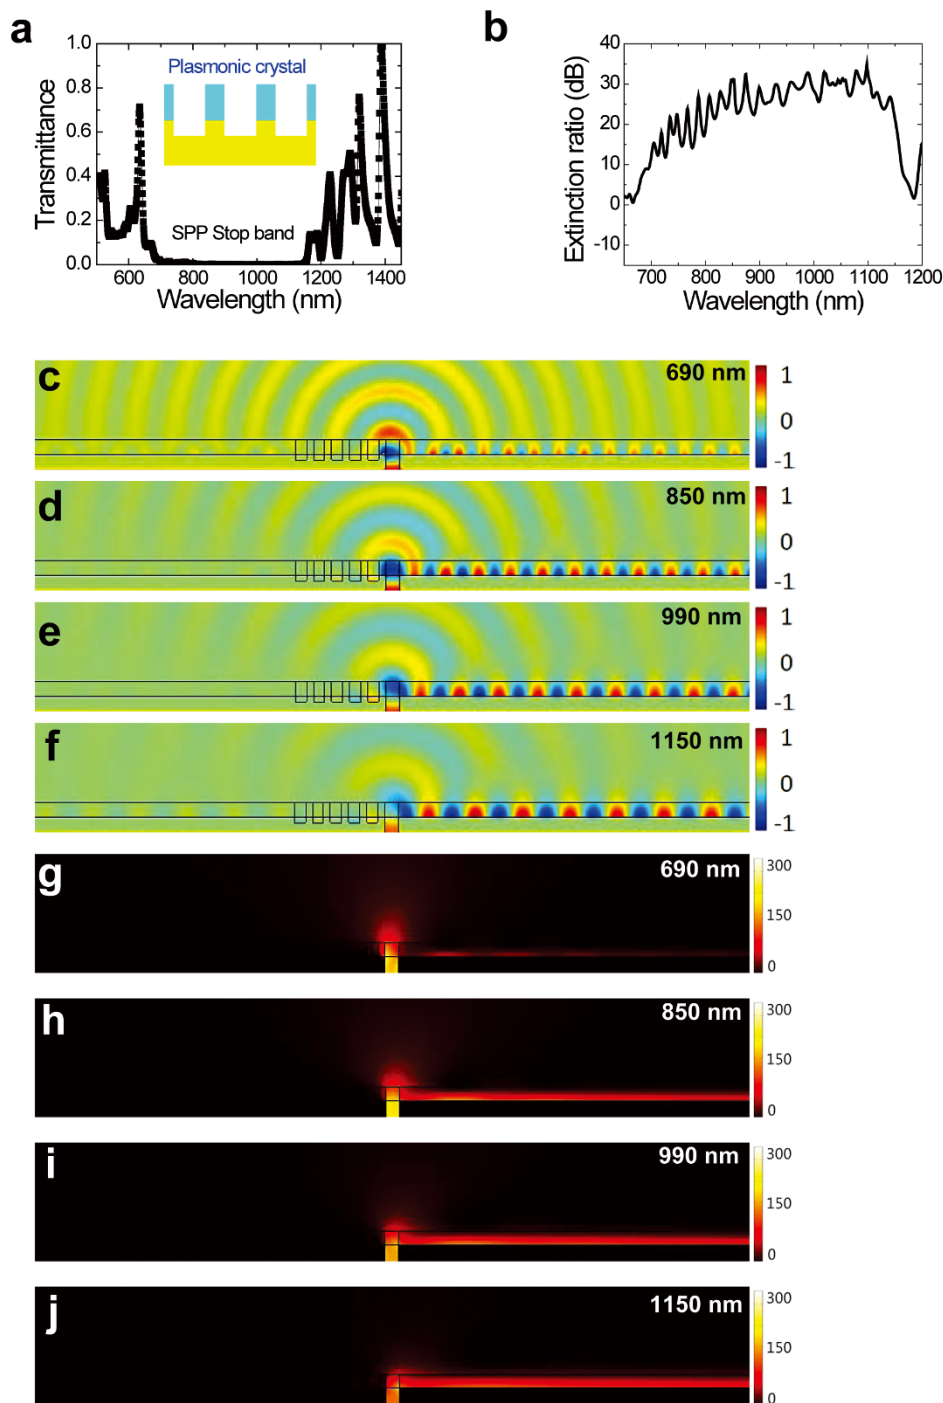 a
Transmittance
1.0
0.8
0.6
0.4
0.2
0.0
Plasmonic crystal
SPP Stop band
600 800 1000 1200 1400
Wavelength (nm)
b
Extinction ratio (dB)
40
30
20
10
0
-10
700 800 900 1000 1100 1200
Wavelength (nm)
c
690 nm
1
0
-1
d
850 nm
1
0
-1
e
990 nm
1
0
-1
f
1150 nm
1
0
-1
g
690 nm
300
150
0
h
850 nm
300
150
0
i
990 nm
300
150
0
j
1150 nm
300
150
0